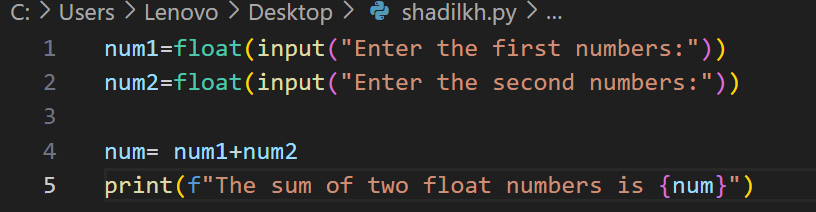 C: > Users > Lenovo > Desktop > shadilkh.py > ...
1 num1=float(input("Enter the first numbers:"))
2 num2=float(input("Enter the second numbers:"))
3
4 num= num1+num2
5 print(f"The sum of two float numbers is {num}")